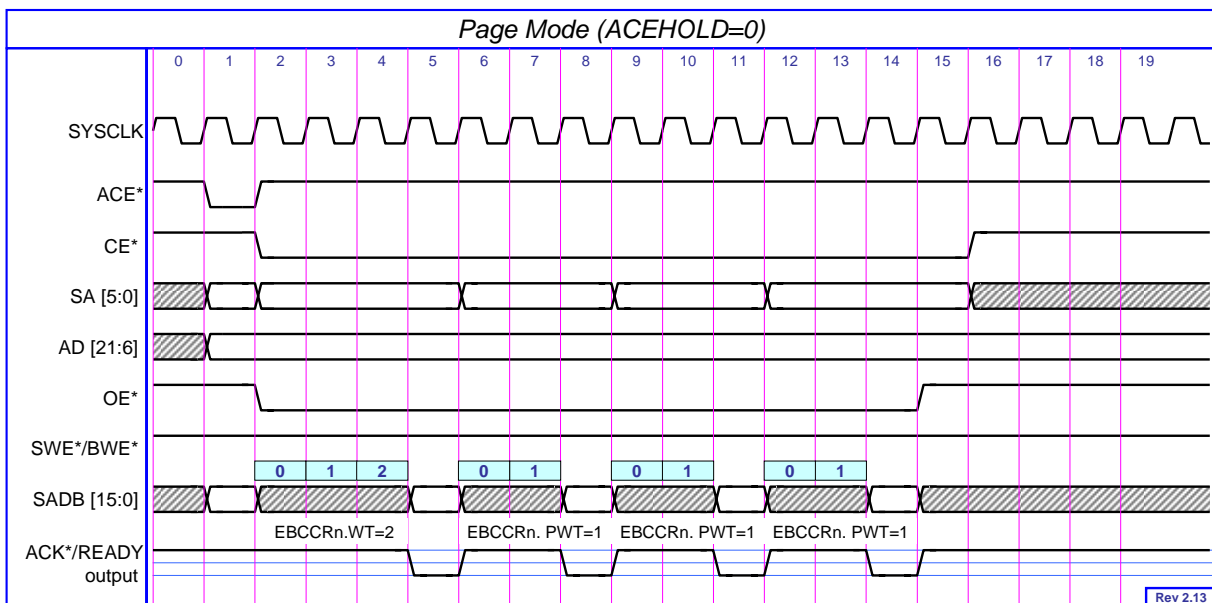 Page Mode (ACEHOLD=0)
0 1 2 3 4 5 6 7 8 9 10 11 12 13 14 15 16 17 18 19
SYSCLK
ACE*
CE*
SA [5:0]
AD [21:6]
OE*
SWE*/BWE*
0 1 2 0 1 0 1 0 1
SADB [15:0]
EBCCRn.WT=2 EBCCRn. PWT=1 EBCCRn. PWT=1 EBCCRn. PWT=1
ACK*/READY
output
Rev 2.13